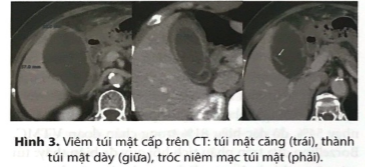 Hình 3. Viêm túi mật cấp trên CT: túi mật căng (trái), thành
túi mật dày (giữa), tróc niêm mạc túi mật (phải).